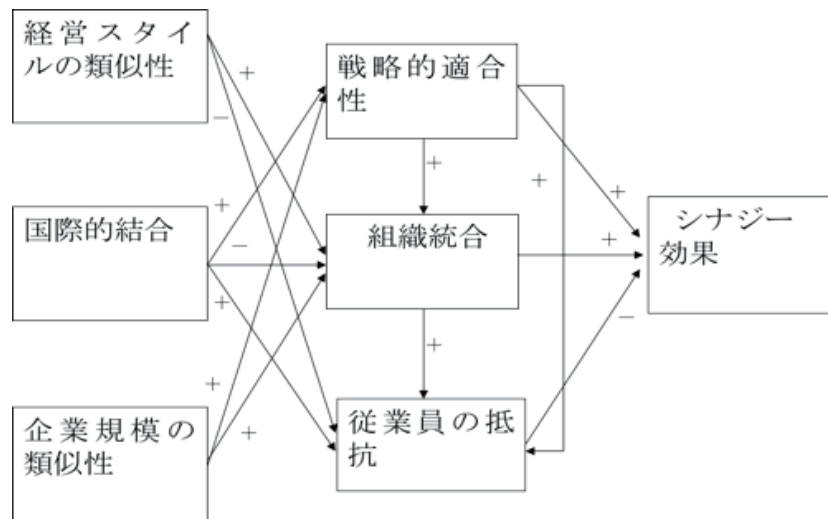 経営スタイ
ルの類似性
国際的結合
企業規模の
類似性
戦略的適合
性
組織統合
従業員の抵
抗
シナジー
効果
+
−
+
−
+
+
+
+
+
+
+
+
−